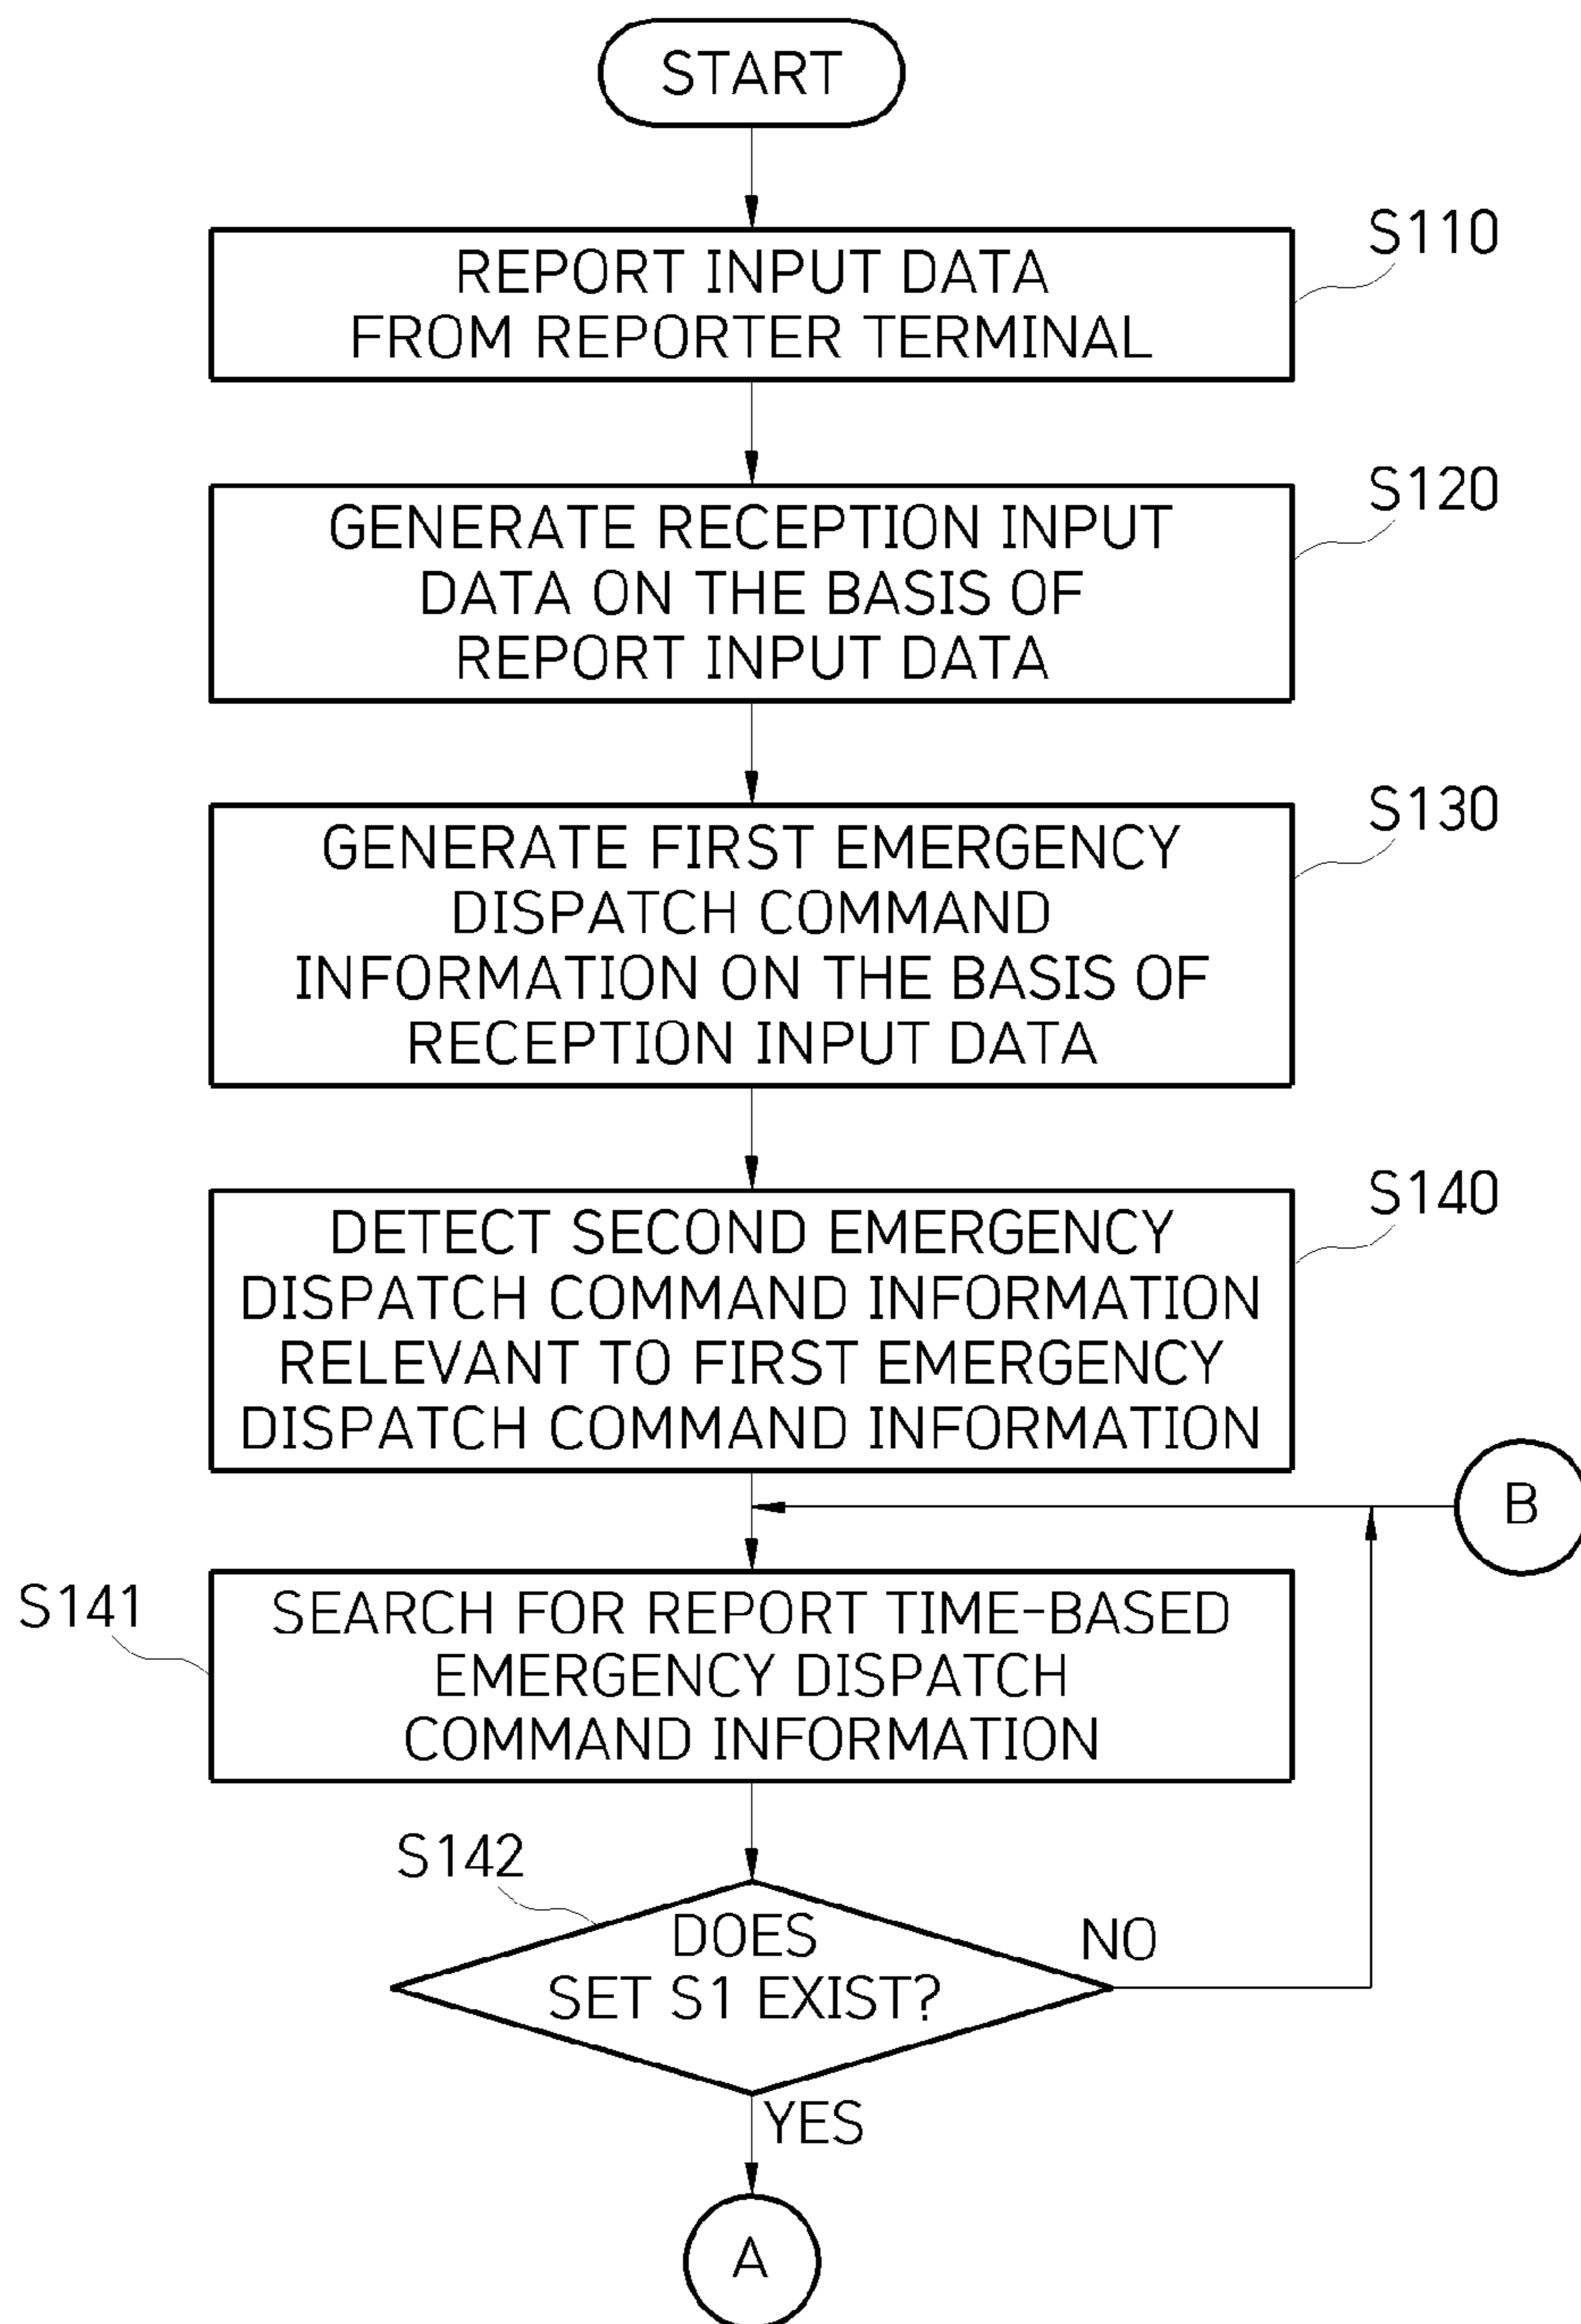 START
S110
REPORT INPUT DATA
FROM REPORTER TERMINAL
S120
GENERATE RECEPTION INPUT
DATA ON THE BASIS OF
REPORT INPUT DATA
S130
GENERATE FIRST EMERGENCY
DISPATCH COMMAND
INFORMATION ON THE BASIS OF
RECEPTION INPUT DATA
S140
DETECT SECOND EMERGENCY
DISPATCH COMMAND INFORMATION
RELEVANT TO FIRST EMERGENCY
DISPATCH COMMAND INFORMATION
B
S141
SEARCH FOR REPORT TIME-BASED
EMERGENCY DISPATCH
COMMAND INFORMATION
S142
DOES
SET S1 EXIST?
NO
YES
A